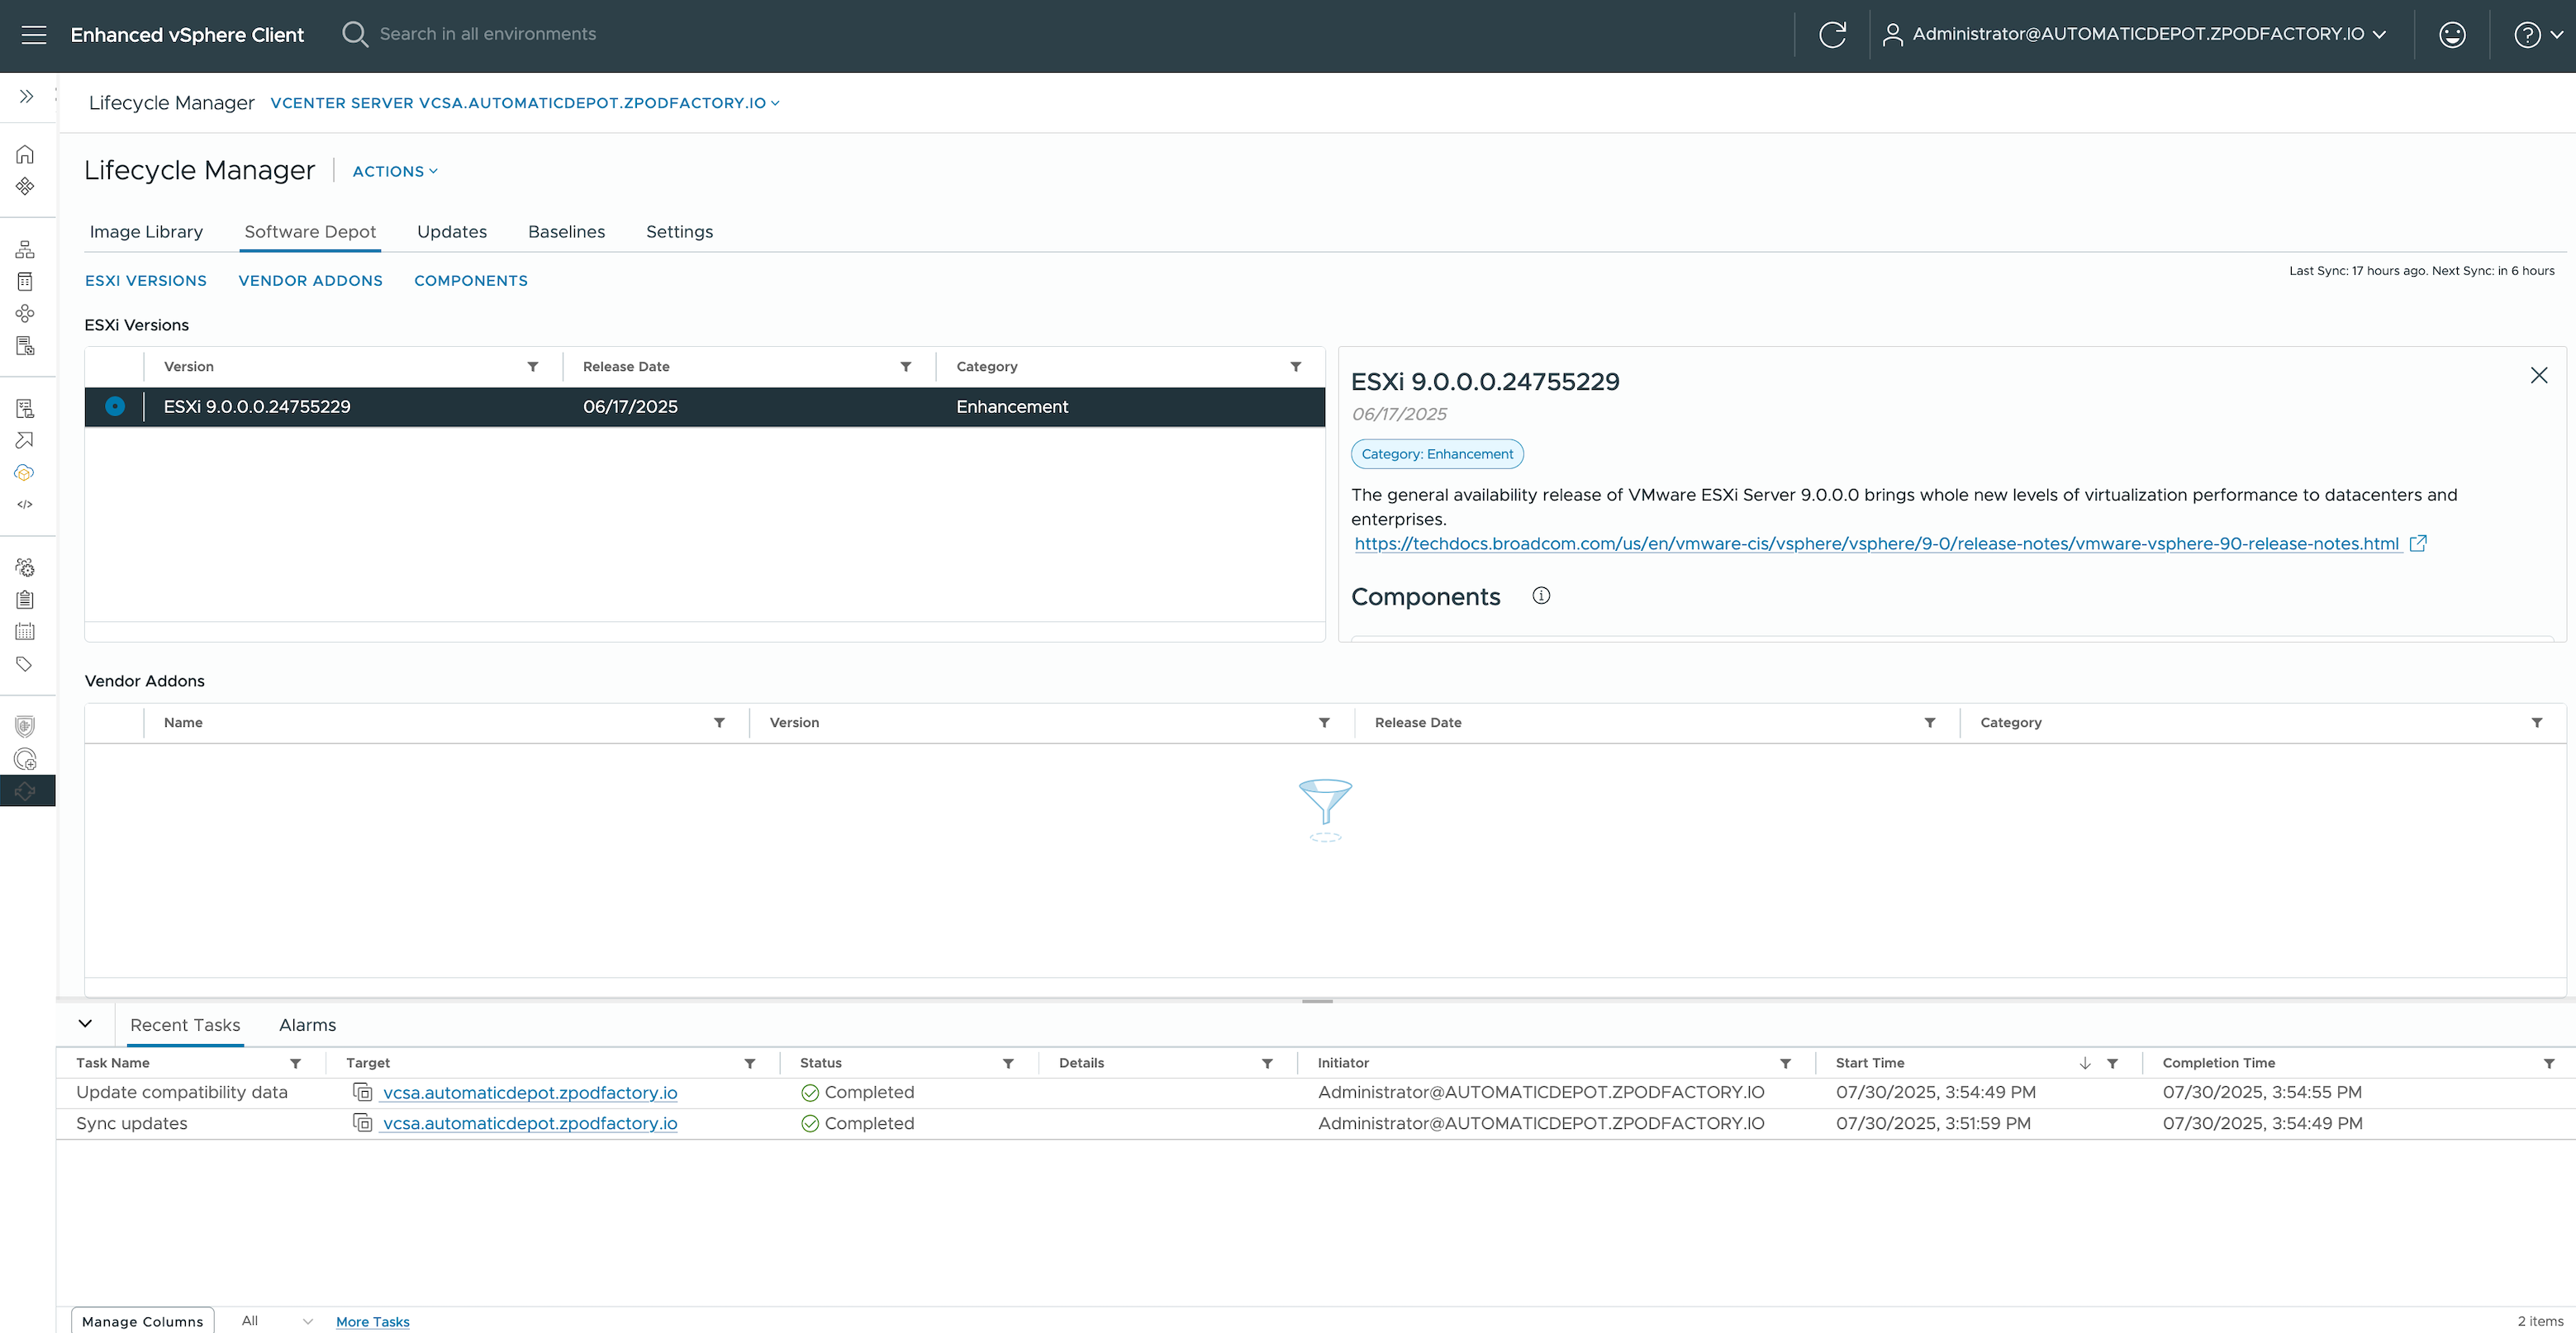 Enhanced vSphere Client Search in all environments Administrator@AUTOMATICDEPOT.ZPODFACTORY.IO
Lifecycle Manager VCENTER SERVER VCSA.AUTOMATICDEPOT.ZPODFACTORY.IO
Lifecycle Manager ACTIONS
Image Library Software Depot Updates Baselines Settings
ESXI VERSIONS VENDOR ADDONS COMPONENTS Last Sync: 17 hours ago. Next Sync: in 6 hours
ESXi Versions
Version Release Date Category
ESXi 9.0.0.0.24755229 06/17/2025 Enhancement
ESXi 9.0.0.0.24755229
06/17/2025
Category: Enhancement
The general availability release of VMware ESXi Server 9.0.0.0 brings whole new levels of virtualization performance to datacenters and
enterprises.
https://techdocs.broadcom.com/us/en/vmware-cis/vsphere/vsphere/9-0/release-notes/vmware-vsphere-90-release-notes.html
Components
Vendor Addons
Name Version Release Date Category
Recent Tasks Alarms
Task Name Target Status Details Initiator Start Time Completion Time
Update compatibility data vcsa.automaticdepot.zpodfactory.io Completed Administrator@AUTOMATICDEPOT.ZPODFACTORY.IO 07/30/2025, 3:54:49 PM 07/30/2025, 3:54:55 PM
Sync updates vcsa.automaticdepot.zpodfactory.io Completed Administrator@AUTOMATICDEPOT.ZPODFACTORY.IO 07/30/2025, 3:51:59 PM 07/30/2025, 3:54:49 PM
Manage Columns All More Tasks 2 items